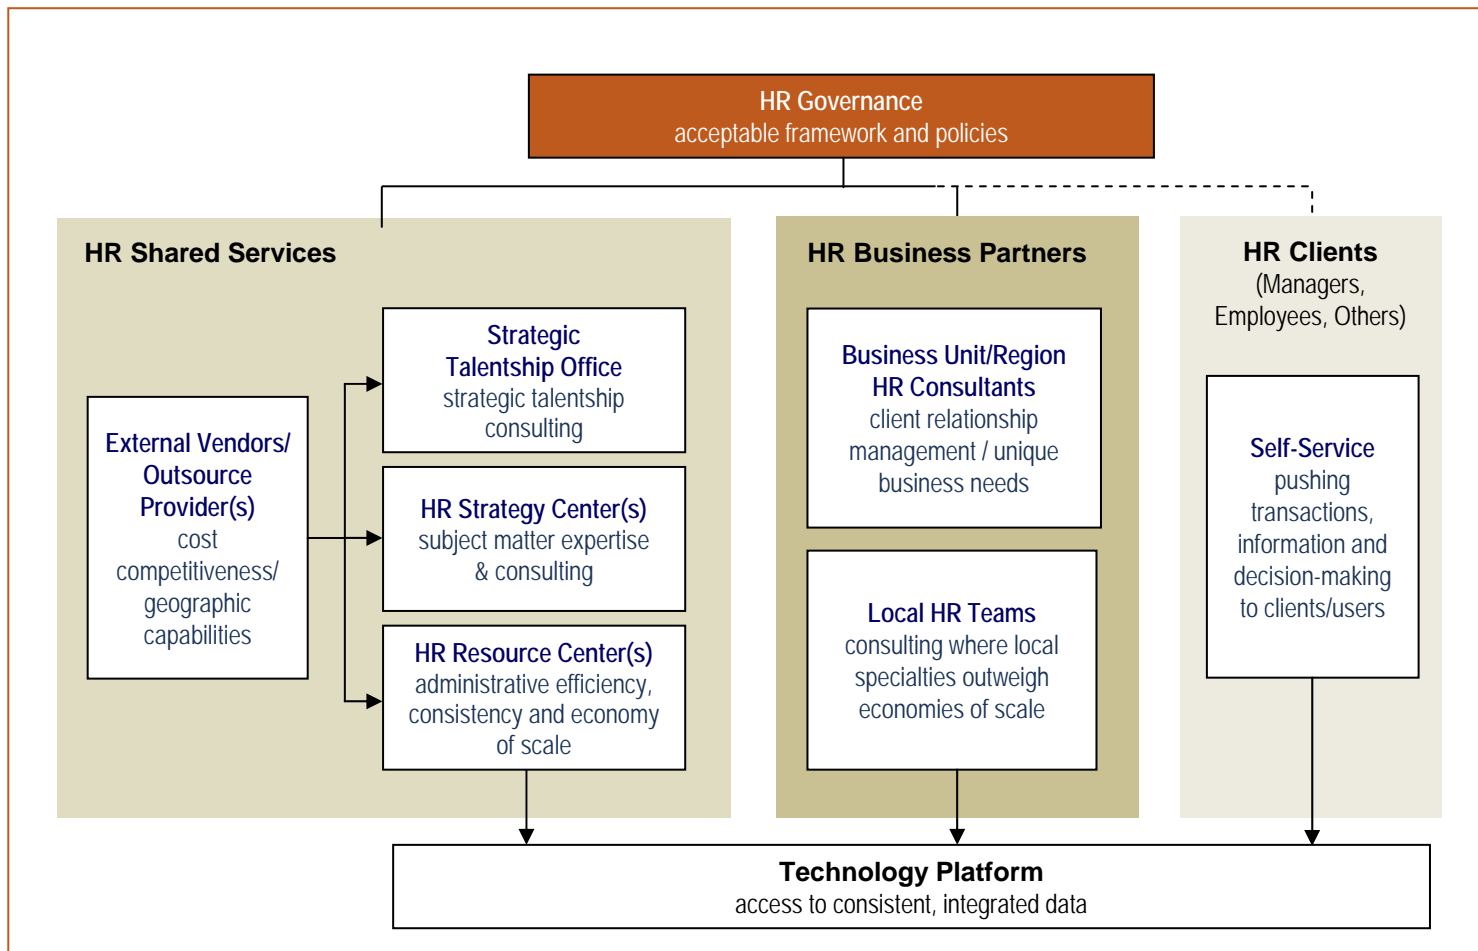 HR Governance
acceptable framework and policies
HR Shared Services
External Vendors/
Outsource
Provider(s)
cost
competitiveness/
geographic
capabilities
Strategic
Talentship Office
strategic talentship
consulting
HR Strategy Center(s)
subject matter expertise
& consulting
HR Resource Center(s)
administrative efficiency,
consistency and economy
of scale
HR Business Partners
Business Unit/Region
HR Consultants
client relationship
management / unique
business needs
Local HR Teams
consulting where local
specialties outweigh
economies of scale
HR Clients
(Managers,
Employees, Others)
Self-Service
pushing
transactions,
information and
decision-making
to clients/users
Technology Platform
access to consistent, integrated data